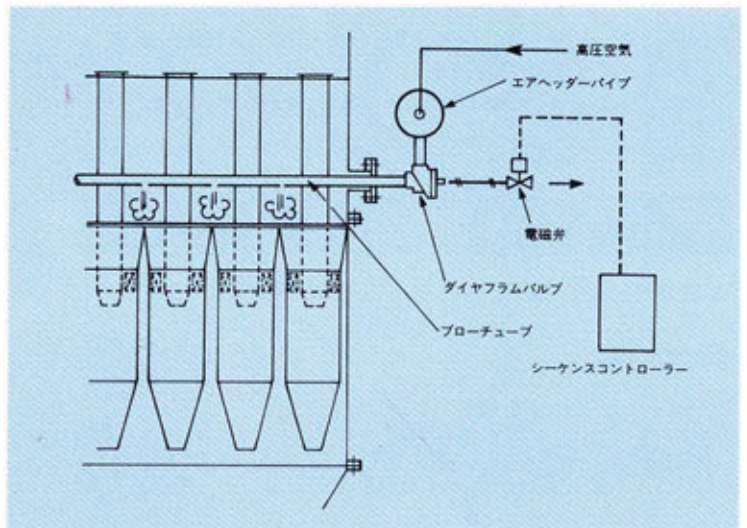 高圧空気
エアヘッダーパイプ
電磁弁
ダイヤフラムバルブ
ブローチューブ
シーケンスコントローラー